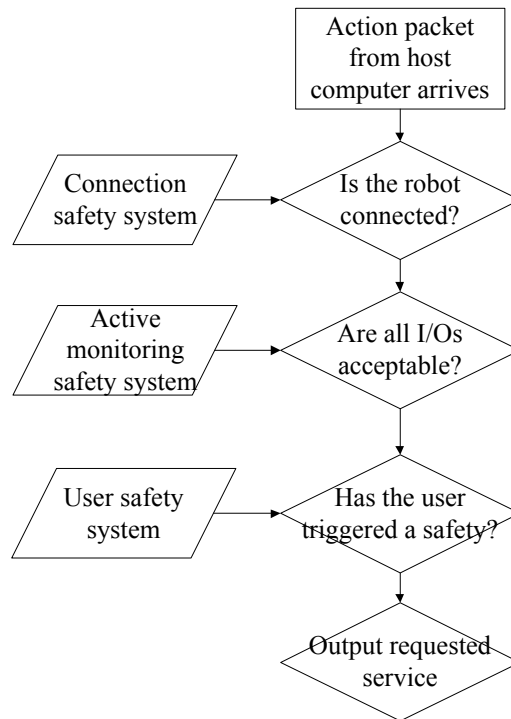 Action packet
from host
computer arrives
Connection
safety system
Is the robot
connected?
Active
monitoring
safety system
Are all I/Os
acceptable?
User safety
system
Has the user
triggered a safety?
Output requested
service